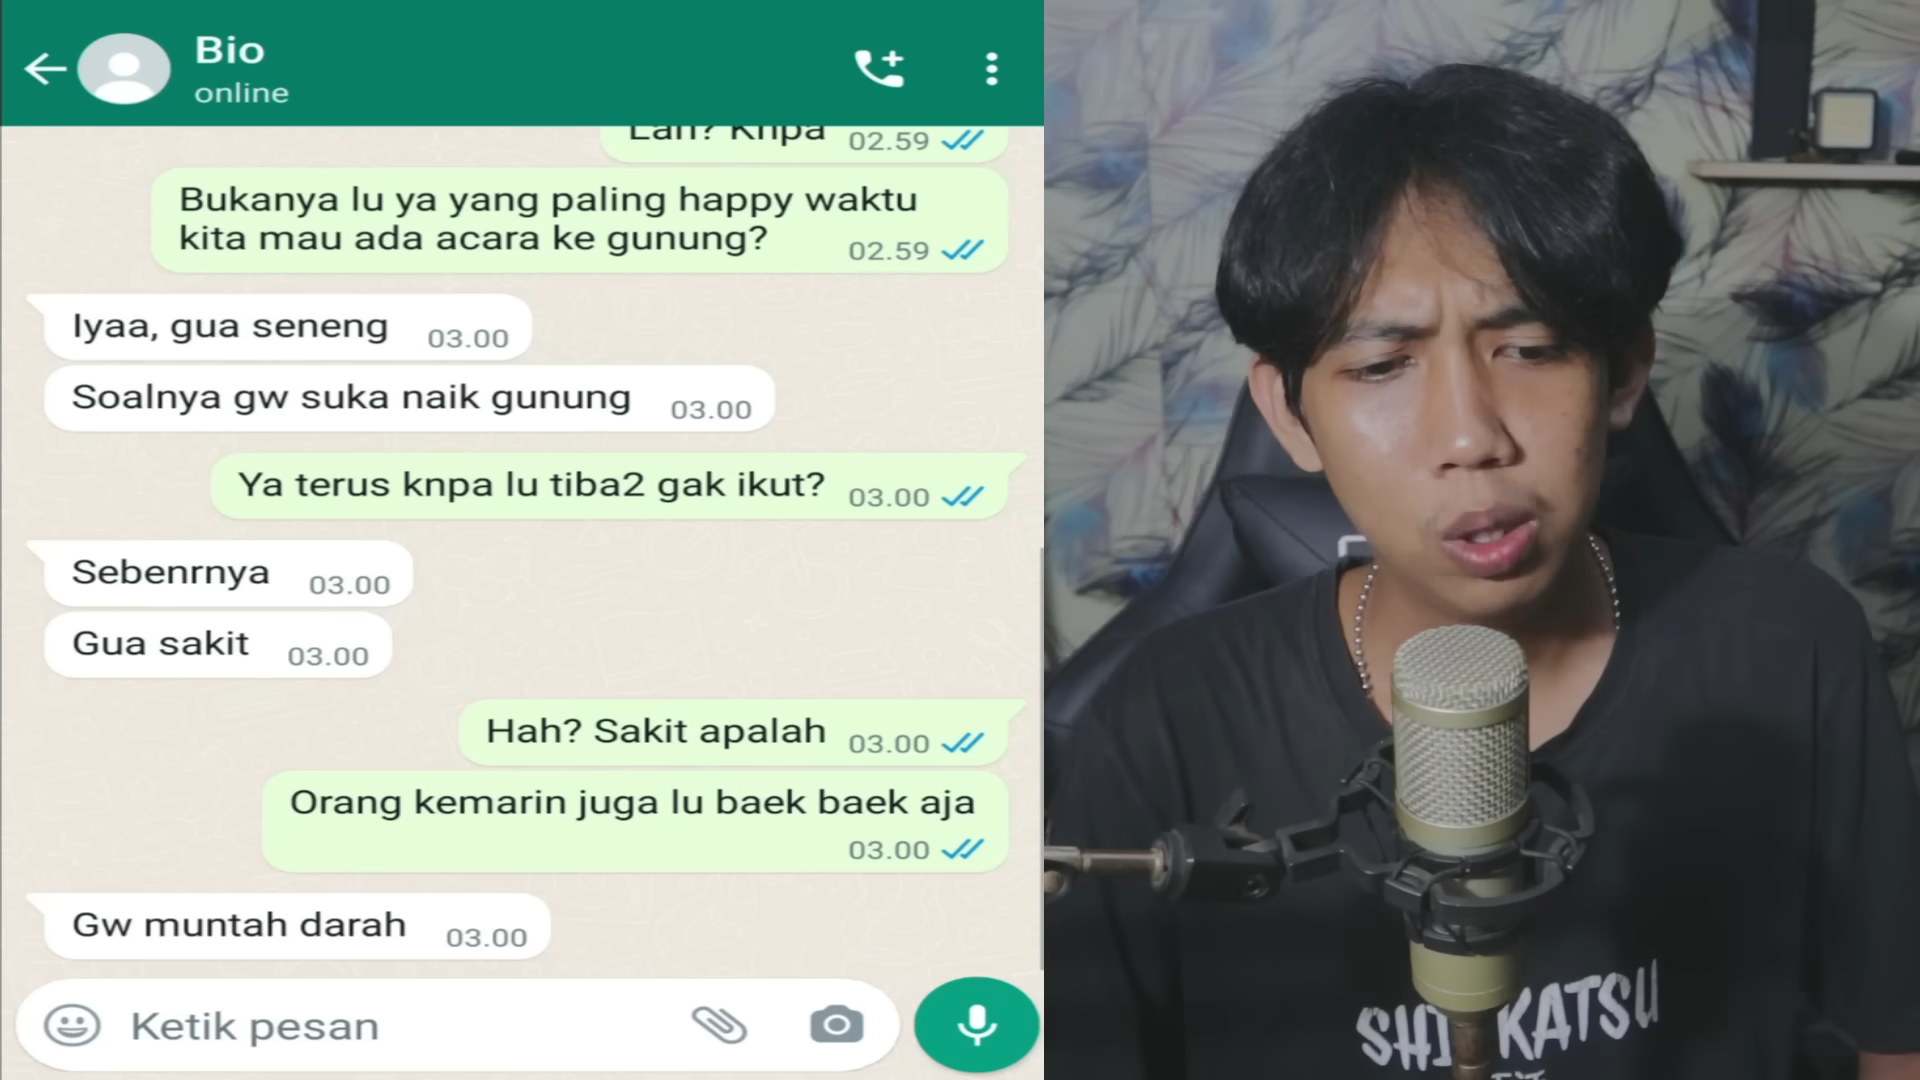 Bio
online
Lah? Knpa 02.59
Bukanya lu ya yang paling happy waktu
kita mau ada acara ke gunung? 02.59
Iyaa, gua seneng 03.00
Soalnya gw suka naik gunung 03.00
Ya terus knpa lu tiba2 gak ikut? 03.00
Sebenrnya 03.00
Gua sakit 03.00
Hah? Sakit apalah 03.00
Orang kemarin juga lu baek baek aja
03.00
Gw muntah darah 03.00
Ketik pesan
KATSU